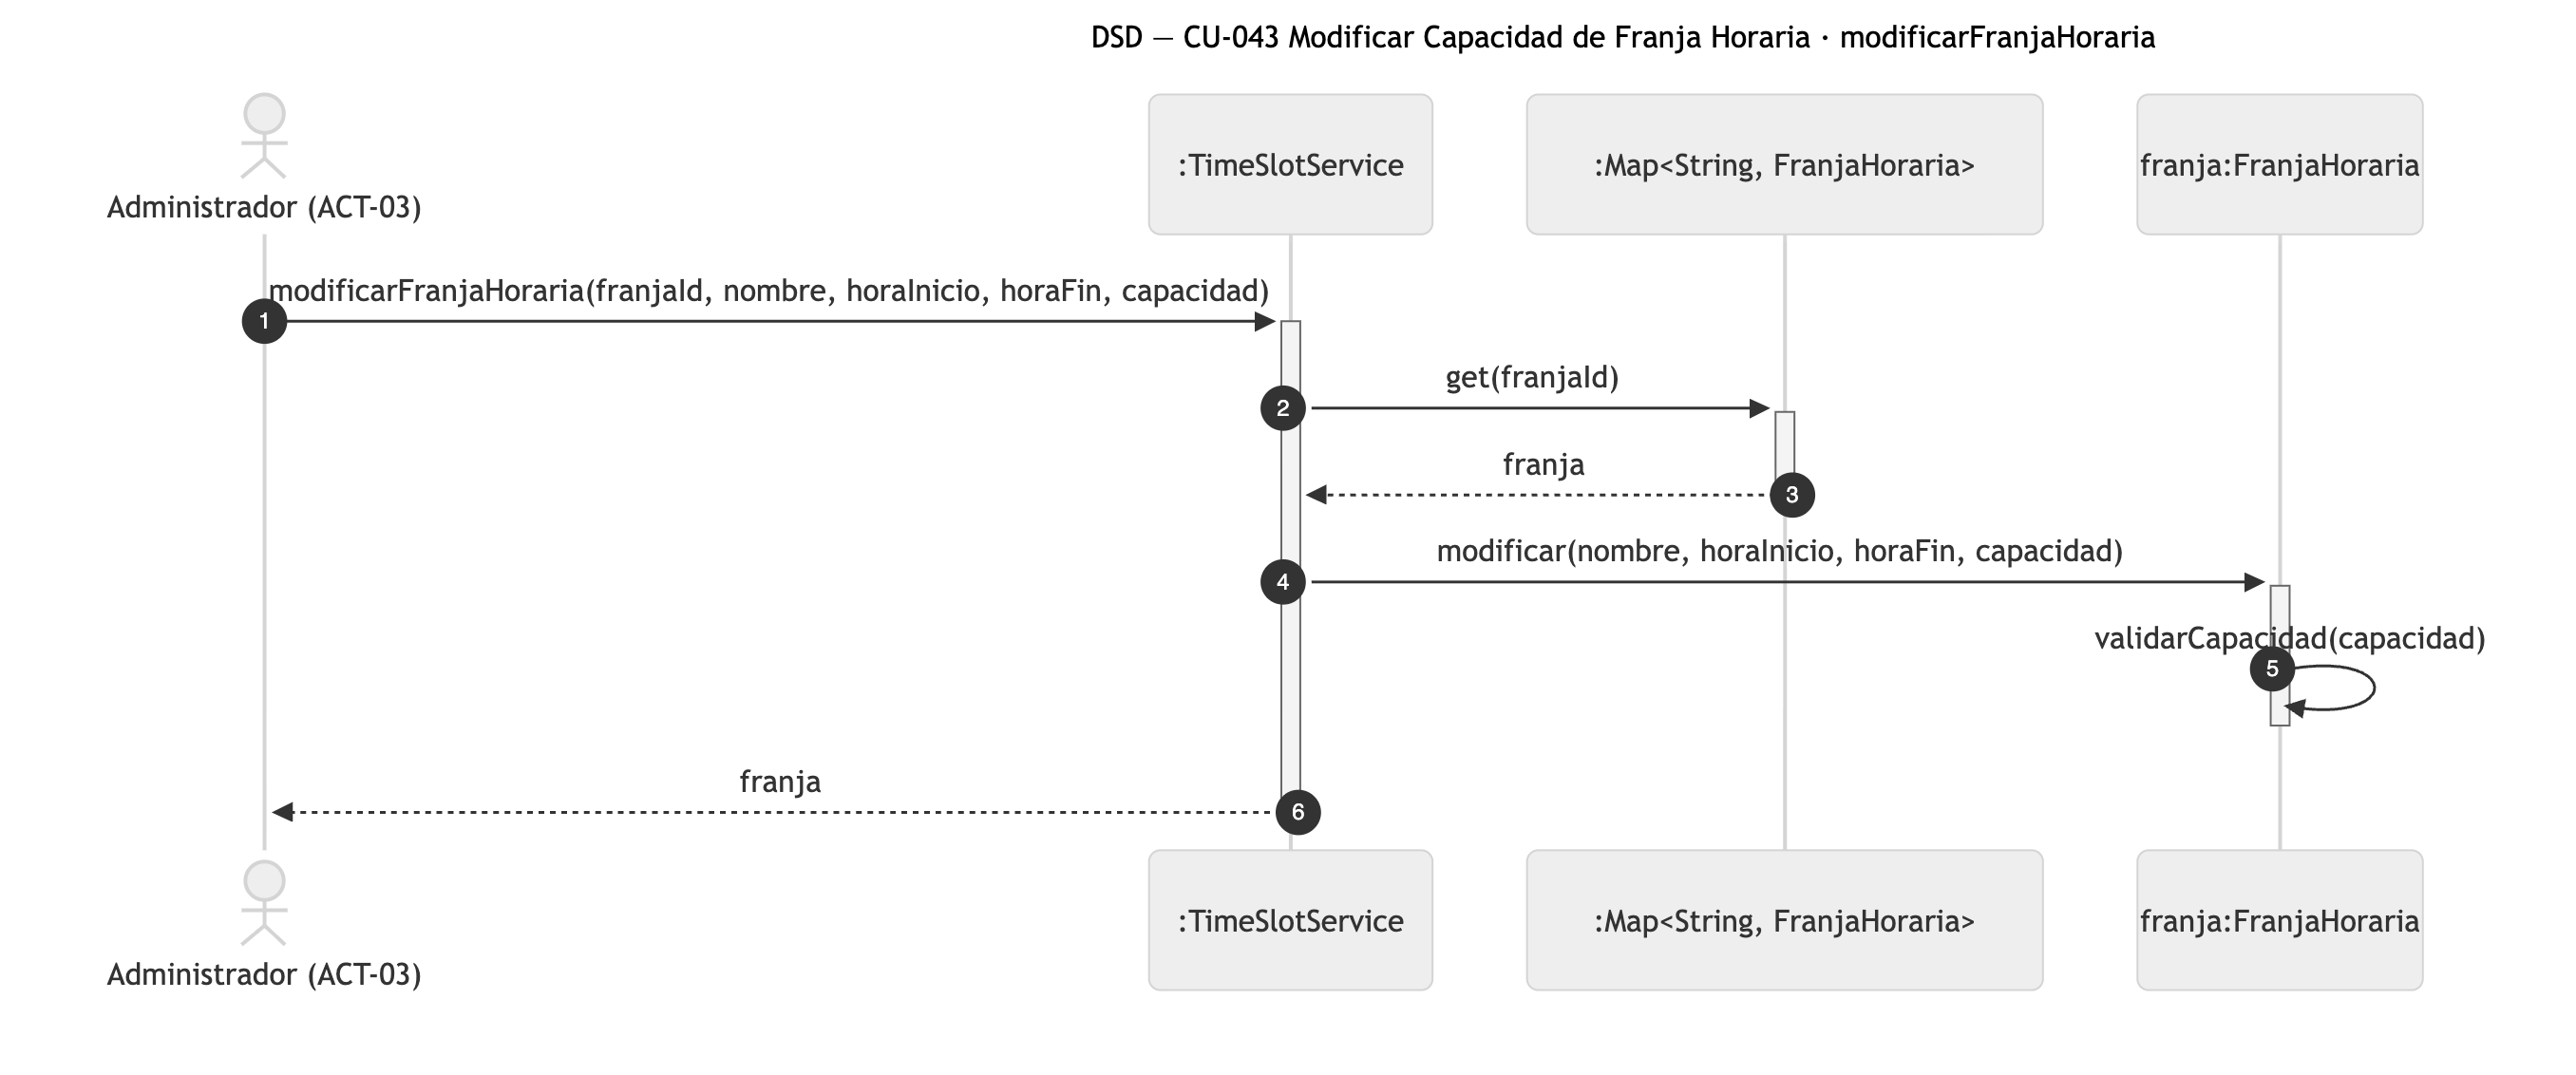 DSD — CU-043 Modificar Capacidad de Franja Horaria · modificarFranjaHoraria
Administrador (ACT-03)
:TimeSlotService
:Map<String, FranjaHoraria>
franja:FranjaHoraria
modificarFranjaHoraria(franjaId, nombre, horaInicio, horaFin, capacidad)
1
get(franjaId)
2
franja
3
modificar(nombre, horaInicio, horaFin, capacidad)
4
validarCapacidad(capacidad)
5
franja
6
Administrador (ACT-03)
:TimeSlotService
:Map<String, FranjaHoraria>
franja:FranjaHoraria